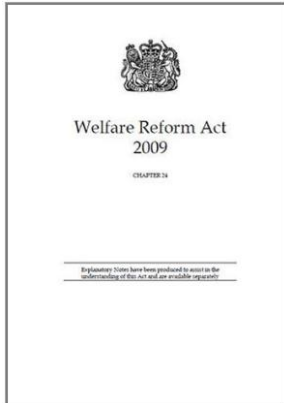 Welfare Reform Act
2009
CHAPTER 24
Explanatory Notes have been produced to assist in the
understanding of this Act and are available separately